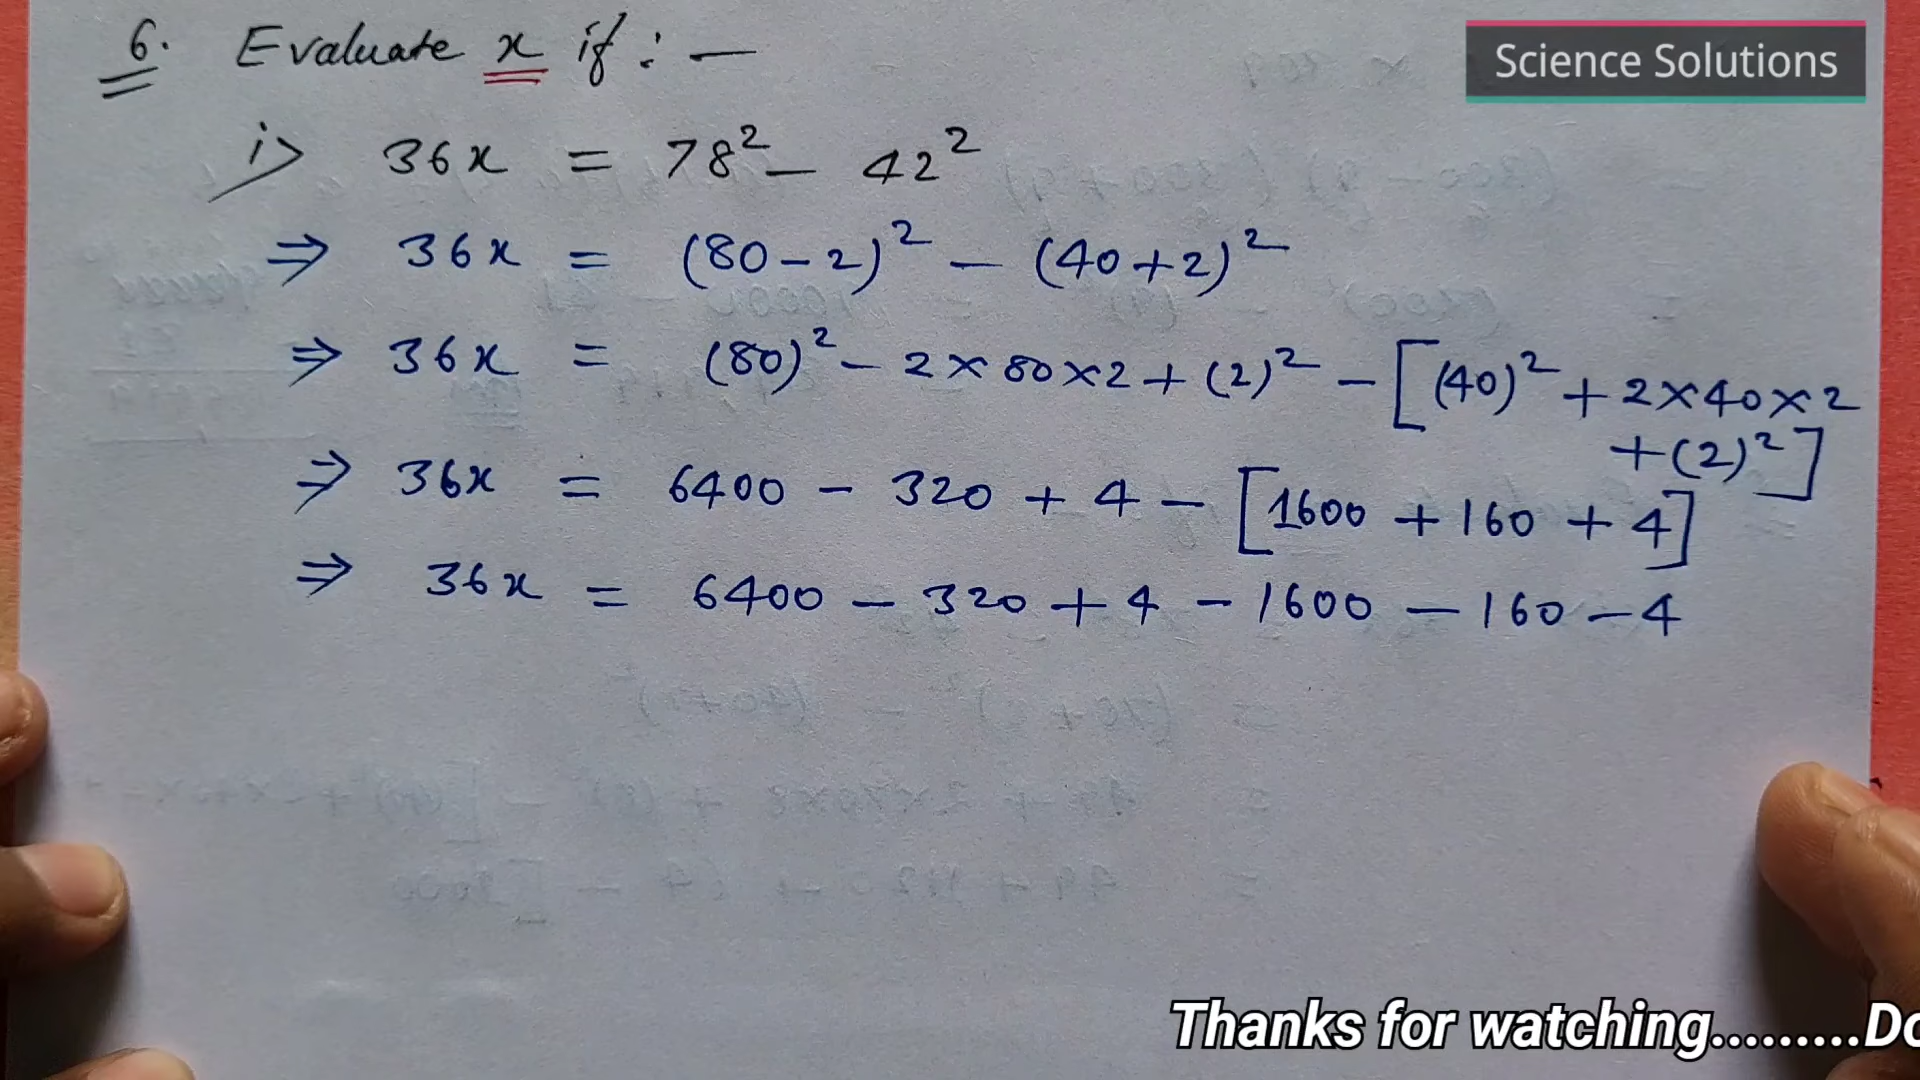 6. Evaluate x if : —
Science Solutions
i> 36x = 78² - 42²
⇒ 36x = (80-2)² - (40+2)²
⇒ 36x = (80)² - 2×80×2 + (2)² - [(40)² + 2×40×2
+ (2)²]
⇒ 36x = 6400 - 320 + 4 - [1600 + 160 + 4]
⇒ 36x = 6400 - 320 + 4 - 1600 - 160 - 4
Thanks for watching.........Do